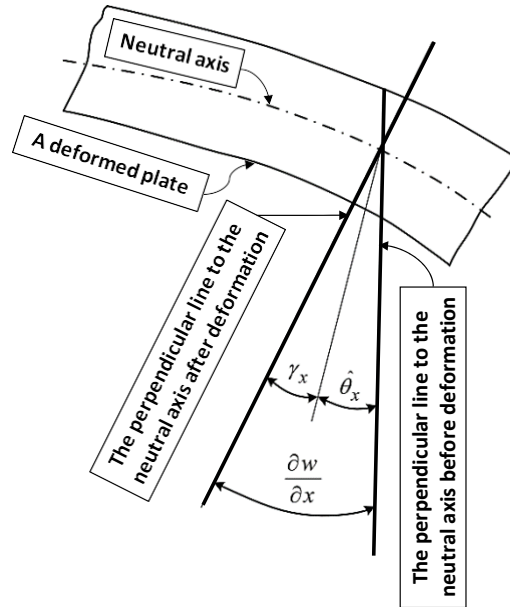 Neutral axis
A deformed plate
The perpendicular line to the
neutral axis after deformation
The perpendicular line to the
neutral axis before deformation
γₓ
θ̂ₓ
∂w
∂x